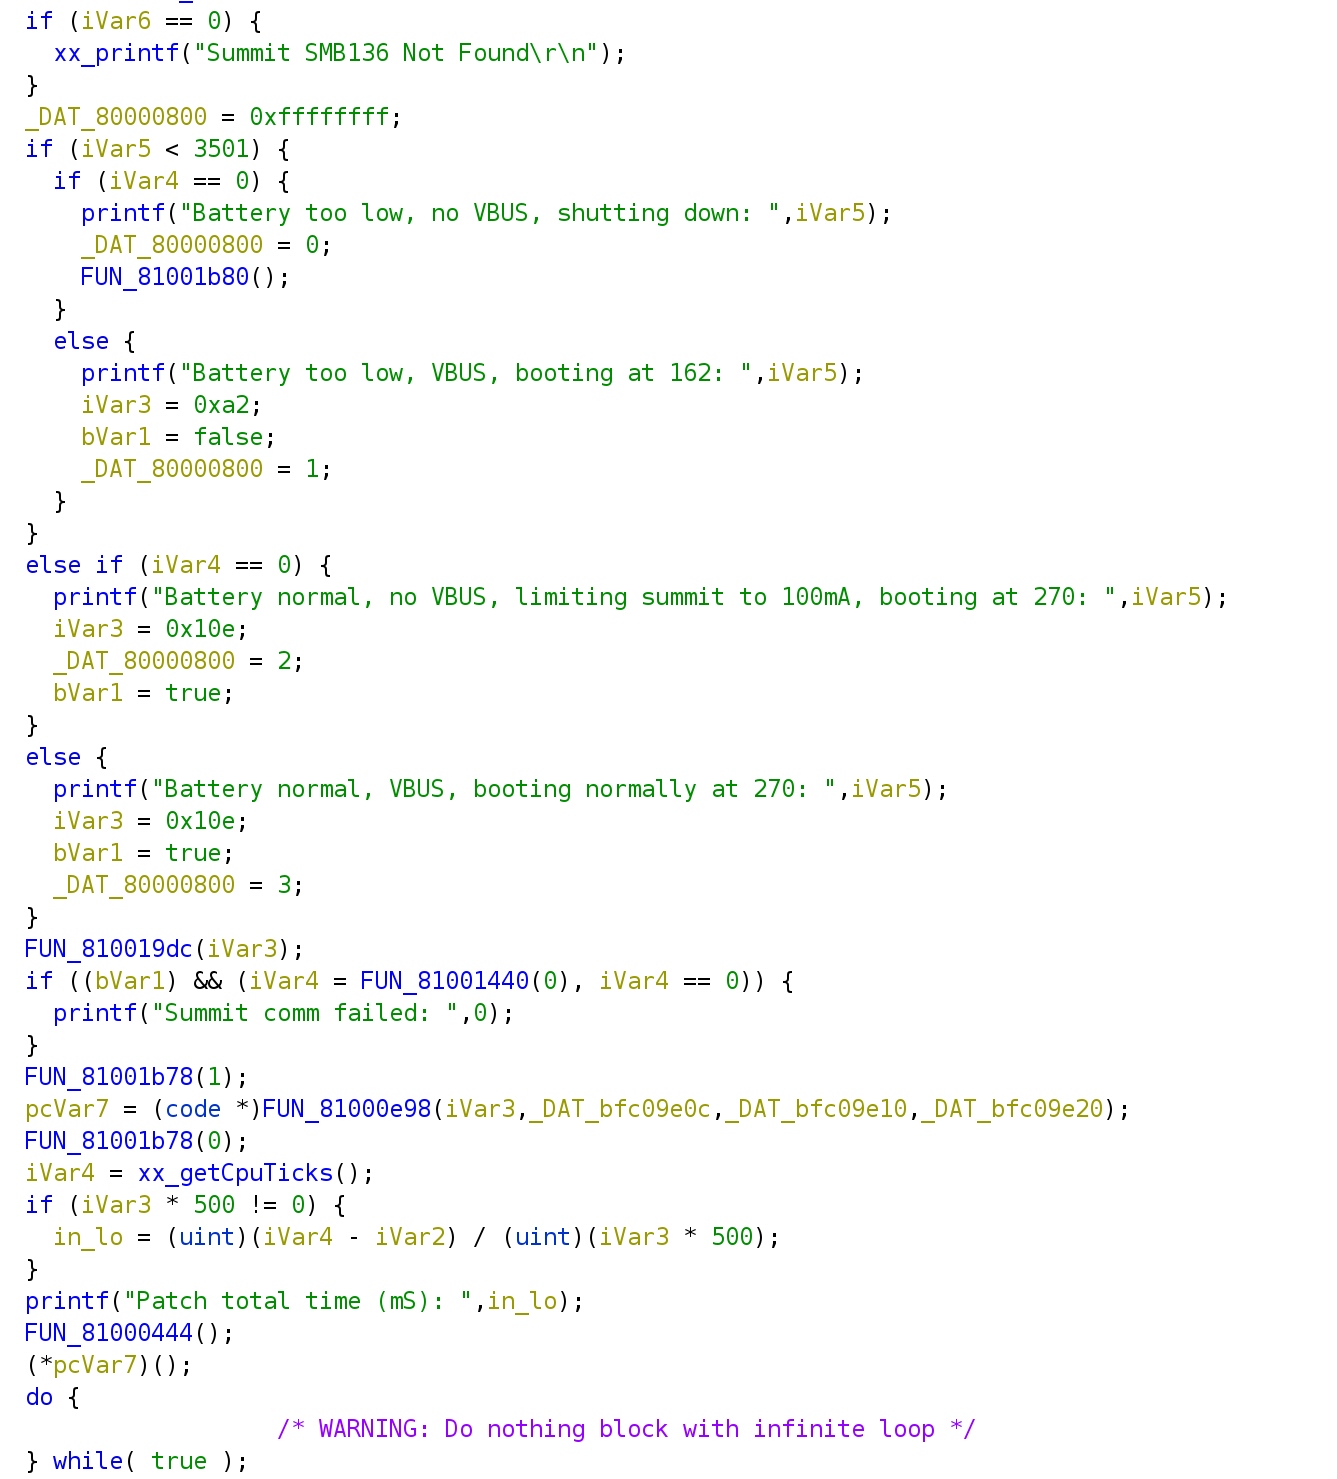 if (iVar6 == 0) {
  xx_printf("Summit SMB136 Not Found\r\n");
}
_DAT_80000800 = 0xffffffff;
if (iVar5 < 3501) {
  if (iVar4 == 0) {
    printf("Battery too low, no VBUS, shutting down: ",iVar5);
    _DAT_80000800 = 0;
    FUN_81001b80();
  }
  else {
    printf("Battery too low, VBUS, booting at 162: ",iVar5);
    iVar3 = 0xa2;
    bVar1 = false;
    _DAT_80000800 = 1;
  }
}
else if (iVar4 == 0) {
  printf("Battery normal, no VBUS, limiting summit to 100mA, booting at 270: ",iVar5);
  iVar3 = 0x10e;
  _DAT_80000800 = 2;
  bVar1 = true;
}
else {
  printf("Battery normal, VBUS, booting normally at 270: ",iVar5);
  iVar3 = 0x10e;
  bVar1 = true;
  _DAT_80000800 = 3;
}
FUN_810019dc(iVar3);
if ((bVar1) && (iVar4 = FUN_81001440(0), iVar4 == 0)) {
  printf("Summit comm failed: ",0);
}
FUN_81001b78(1);
pcVar7 = (code *)FUN_81000e98(iVar3,_DAT_bfc09e0c,_DAT_bfc09e10,_DAT_bfc09e20);
FUN_81001b78(0);
iVar4 = xx_getCpuTicks();
if (iVar3 * 500 != 0) {
  in_lo = (uint)(iVar4 - iVar2) / (uint)(iVar3 * 500);
}
printf("Patch total time (mS): ",in_lo);
FUN_81000444();
(*pcVar7)();
do {
                  /* WARNING: Do nothing block with infinite loop */
} while( true );